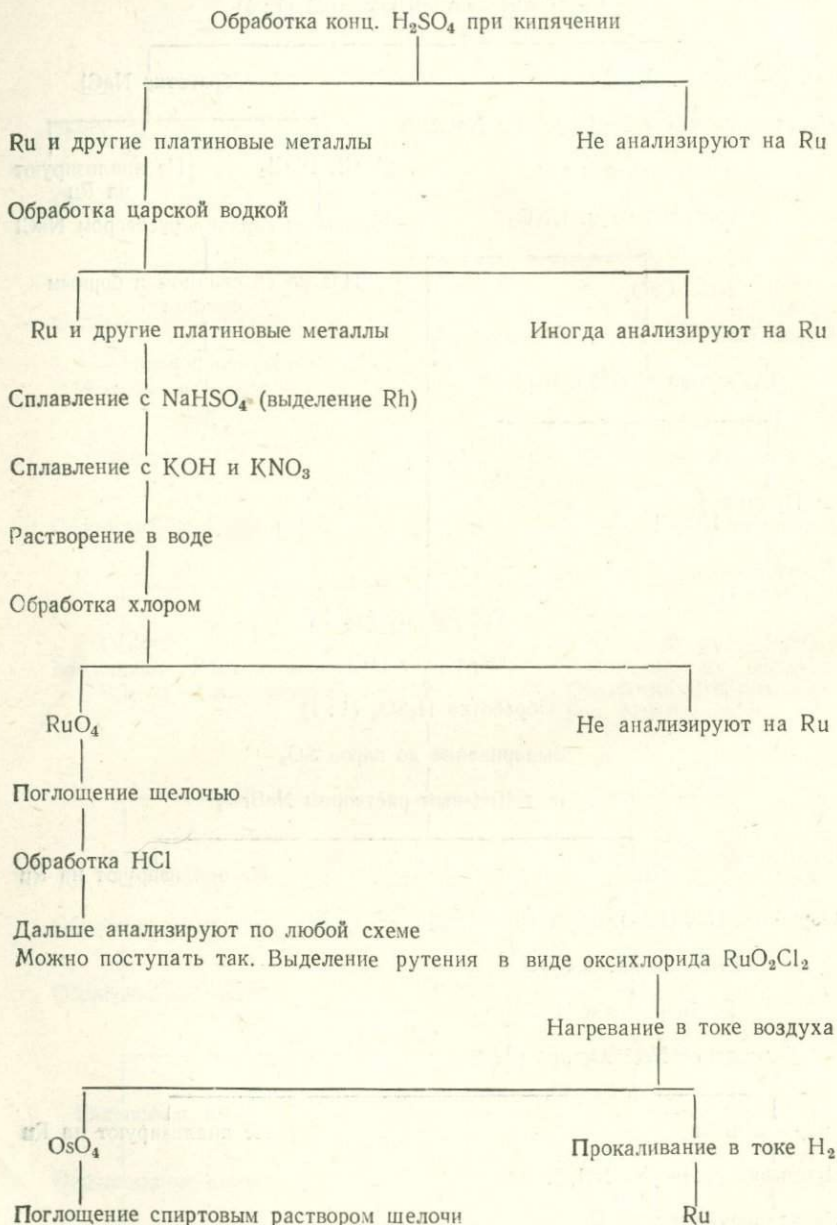 Обработка конц. H₂SO₄ при кипячении
Ru и другие платиновые металлы Не анализируют на Ru
Обработка царской водкой
Ru и другие платиновые металлы Иногда анализируют на Ru
Сплавление с NaHSO₄ (выделение Rh)
Сплавление с KOH и KNO₃
Растворение в воде
Обработка хлором
RuO₄ Не анализируют на Ru
Поглощение щелочью
Обработка HCl
Дальше анализируют по любой схеме
Можно поступать так. Выделение рутения в виде оксихлорида RuO₂Cl₂
Нагревание в токе воздуха
OsO₄ Прокаливание в токе H₂
Поглощение спиртовым раствором щелочи Ru